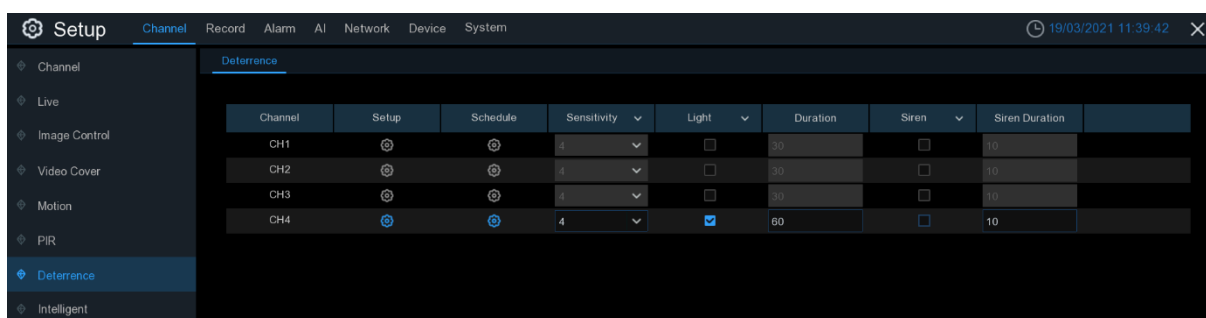 Setup Channel Record Alarm AI Network Device System 19/03/2021 11:39:42
Channel
Deterrence
Live
Channel Setup Schedule Sensitivity Light Duration Siren Siren Duration
Image Control
CH1 4 30 10
Video Cover
CH2 4 30 10
CH3 4 30 10
Motion
CH4 4 60 10
PIR
Deterrence
Intelligent